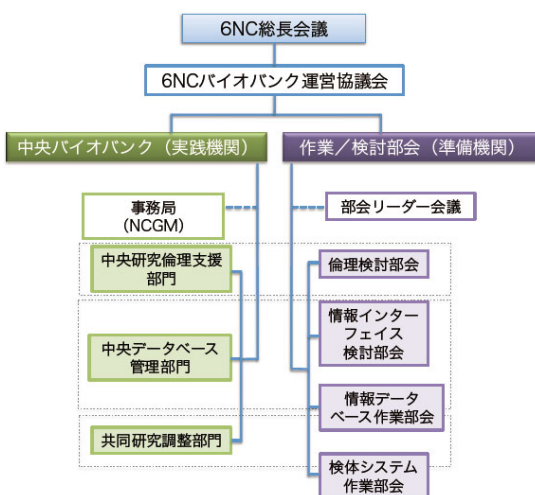 6NC総長会議
6NCバイオバンク運営協議会
中央バイオバンク（実践機関）
作業／検討部会（準備機関）
事務局
（NCGM）
部会リーダー会議
中央研究倫理支援
部門
倫理検討部会
中央データベース
管理部門
情報インター
フェイス
検討部会
情報データ
ベース作業部会
共同研究調整部門
検体システム
作業部会